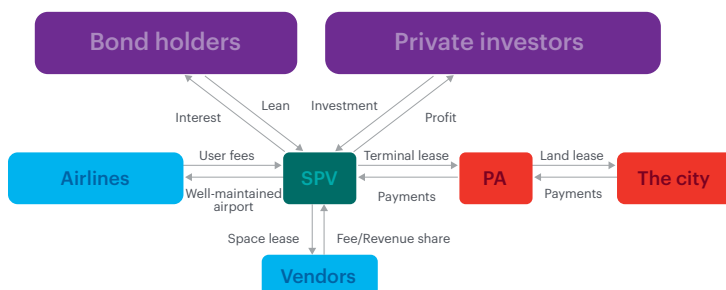 Bond holders
Private investors
Lean
Investment
Interest
Profit
User fees
Terminal lease
Land lease
Airlines
SPV
PA
The city
Well-maintained
airport
Payments
Payments
Space lease
Fee/Revenue share
Vendors